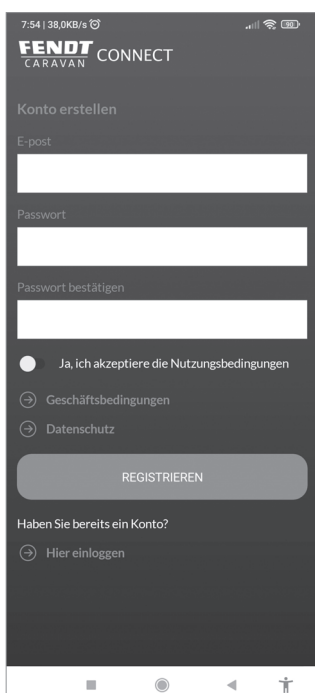 7:54 | 38,0KB/s
90
FENDT
CARAVAN CONNECT
Konto erstellen
E-post
Passwort
Passwort bestätigen
Ja, ich akzeptiere die Nutzungsbedingungen
Geschäftsbedingungen
Datenschutz
REGISTRIEREN
Haben Sie bereits ein Konto?
Hier einloggen